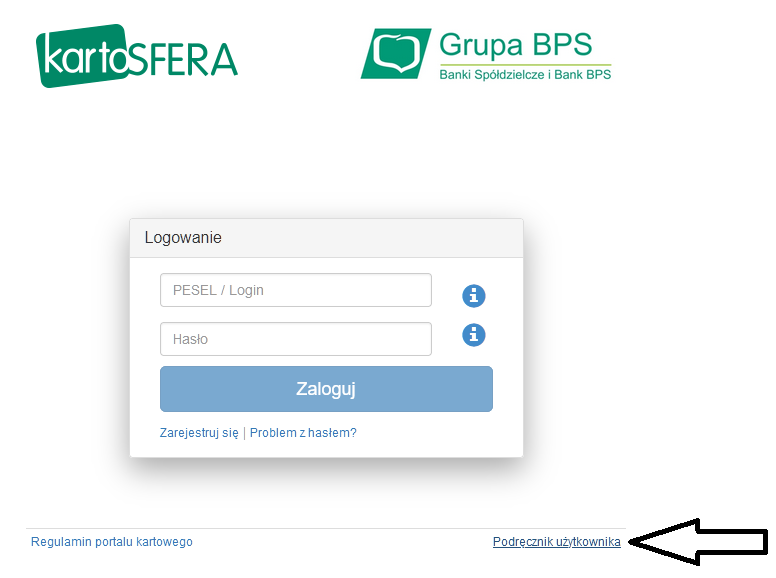 kartoSFERA
Grupa BPS
Banki Spółdzielcze i Bank BPS
Logowanie
PESEL / Login
Hasło
Zaloguj
Zarejestruj się | Problem z hasłem?
Regulamin portalu kartowego
Podręcznik użytkownika